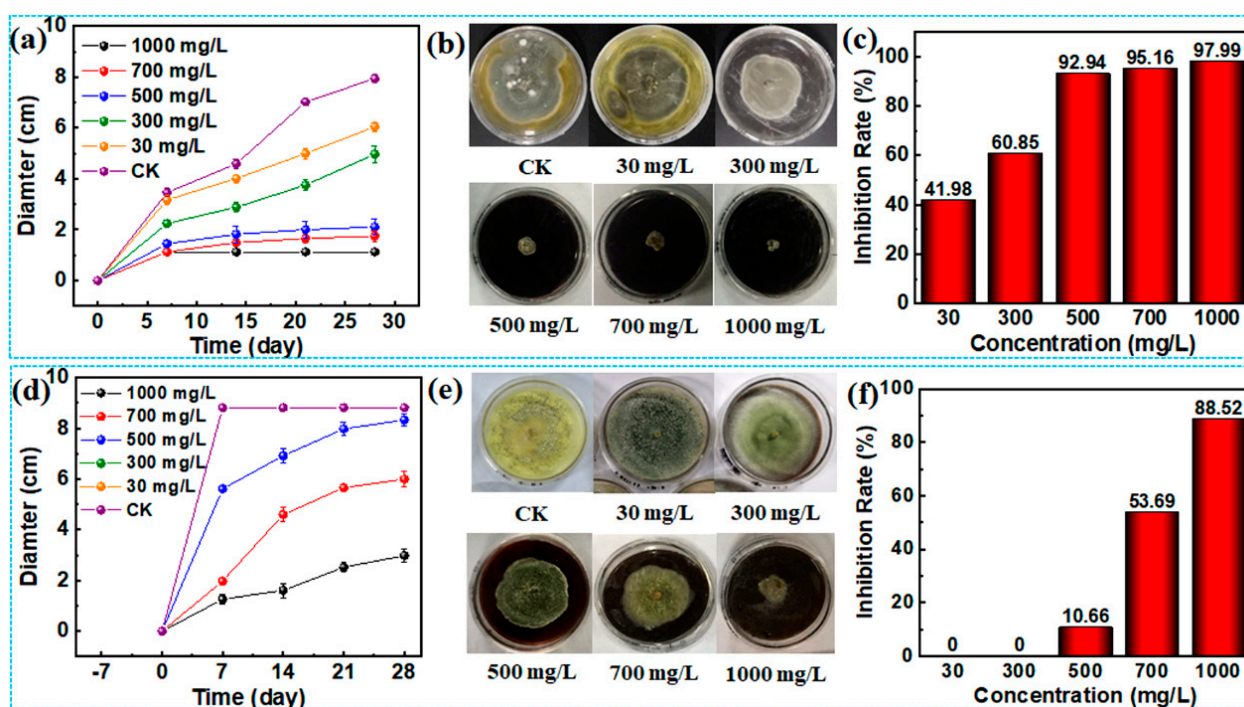 (a)
10
8
6
4
2
0
Diamter (cm)
1000 mg/L
700 mg/L
500 mg/L
300 mg/L
30 mg/L
CK
0 5 10 15 20 25 30
Time (day)
(b)
CK 30 mg/L 300 mg/L
500 mg/L 700 mg/L 1000 mg/L
(c)
100
80
60
40
20
0
Inhibition Rate (%)
41.98
60.85
92.94
95.16
97.99
30 300 500 700 1000
Concentration (mg/L)
(d)
10
8
6
4
2
0
Diamter (cm)
1000 mg/L
700 mg/L
500 mg/L
300 mg/L
30 mg/L
CK
-7 0 7 14 21 28
Time (day)
(e)
CK 30 mg/L 300 mg/L
500 mg/L 700 mg/L 1000 mg/L
(f)
100
80
60
40
20
0
Inhibition Rate (%)
0
0
10.66
53.69
88.52
30 300 500 700 1000
Concentration (mg/L)